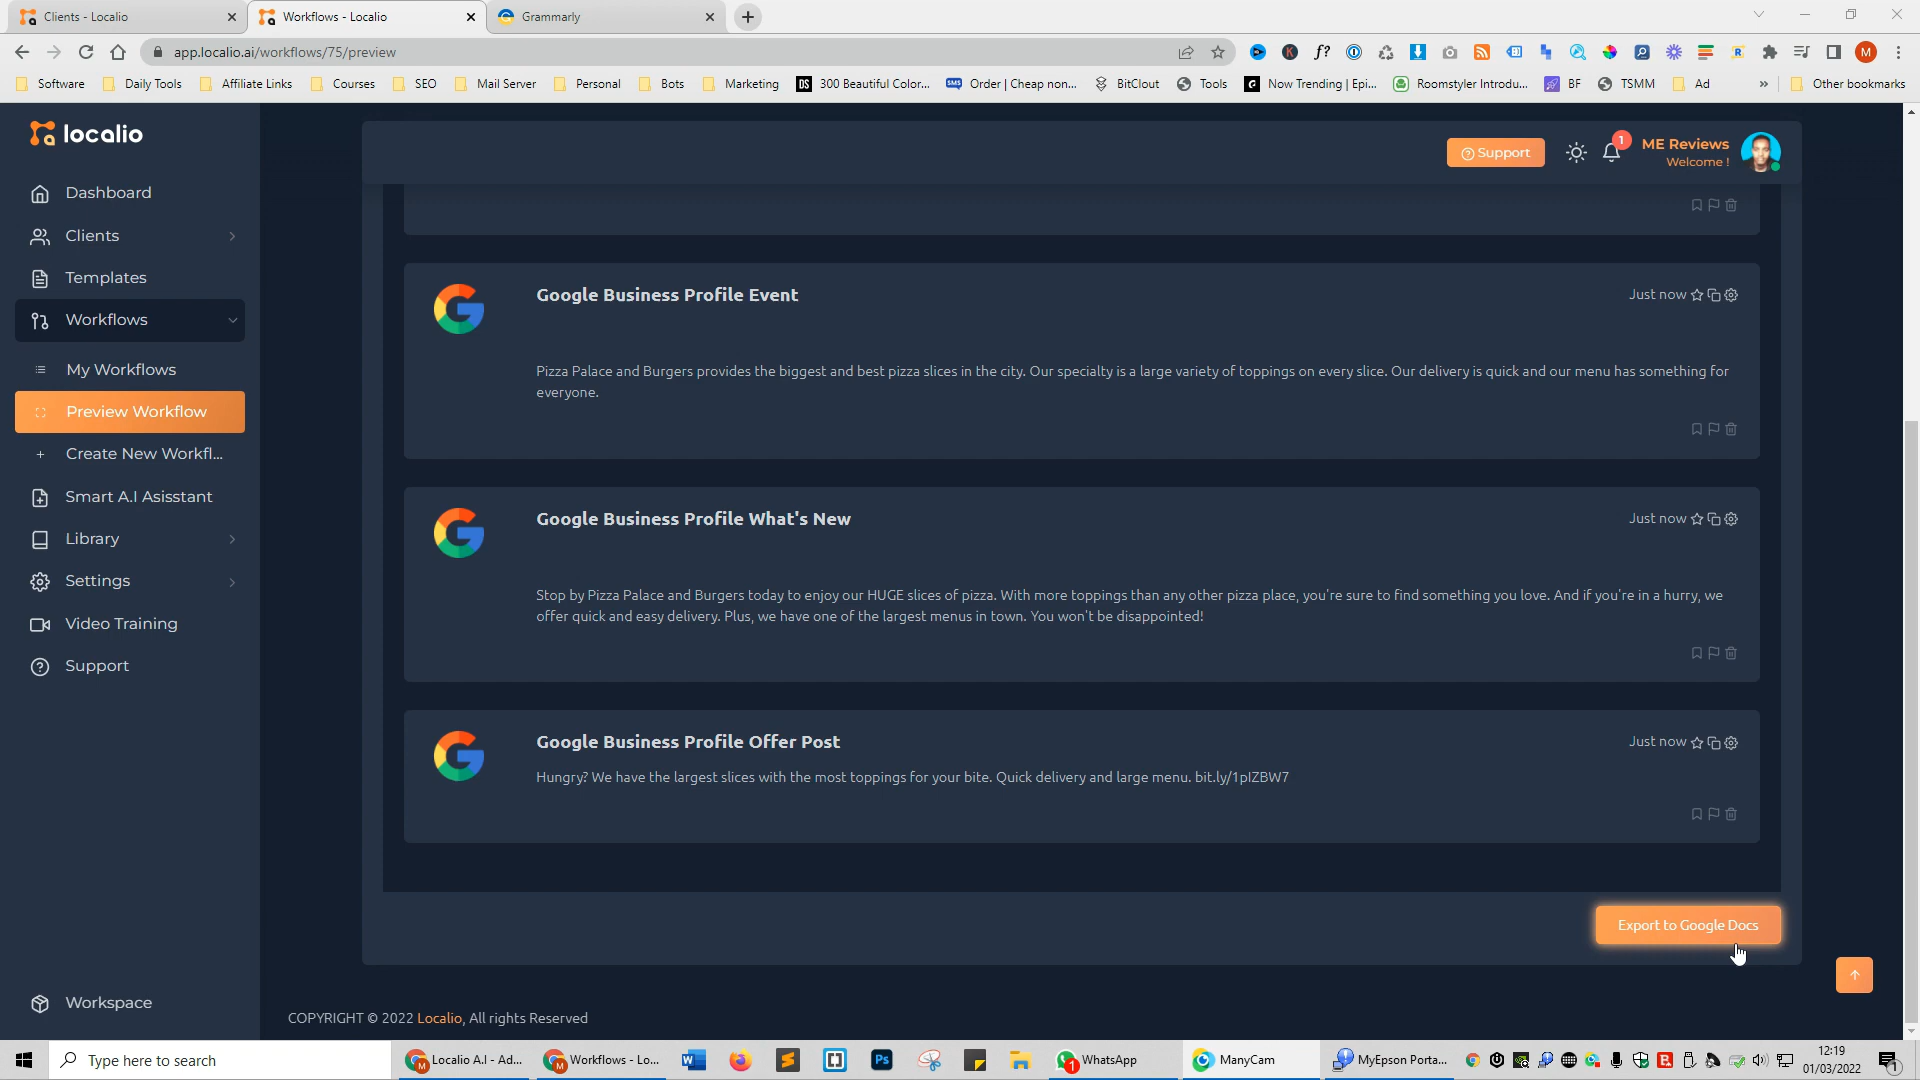 Clients - Localio
Workflows - Localio
Grammarly
app.localio.ai/workflows/75/preview
Software
Daily Tools
Affiliate Links
Courses
SEO
Mail Server
Personal
Bots
Marketing
300 Beautiful Color...
Order | Cheap non...
BitClout
Tools
Now Trending | Epi...
Roomstyler Introdu...
BF
TSMM
Ad
Other bookmarks
localio
Support
1
ME Reviews
Welcome !
Dashboard
Clients
Templates
Workflows
My Workflows
Preview Workflow
Create New Workfl...
Smart A.I Asisstant
Library
Settings
Video Training
Support
Workspace
Google Business Profile Event
Just now
Pizza Palace and Burgers provides the biggest and best pizza slices in the city. Our specialty is a large variety of toppings on every slice. Our delivery is quick and our menu has something for
everyone.
Google Business Profile What's New
Just now
Stop by Pizza Palace and Burgers today to enjoy our HUGE slices of pizza. With more toppings than any other pizza place, you're sure to find something you love. And if you're in a hurry, we
offer quick and easy delivery. Plus, we have one of the largest menus in town. You won't be disappointed!
Google Business Profile Offer Post
Just now
Hungry? We have the largest slices with the most toppings for your bite. Quick delivery and large menu. bit.ly/1pIZBW7
Export to Google Docs
COPYRIGHT © 2022 Localio, All rights Reserved
Type here to search
Localio A.I - Ad...
Workflows - Lo...
WhatsApp
ManyCam
MyEpson Porta...
12:19
01/03/2022